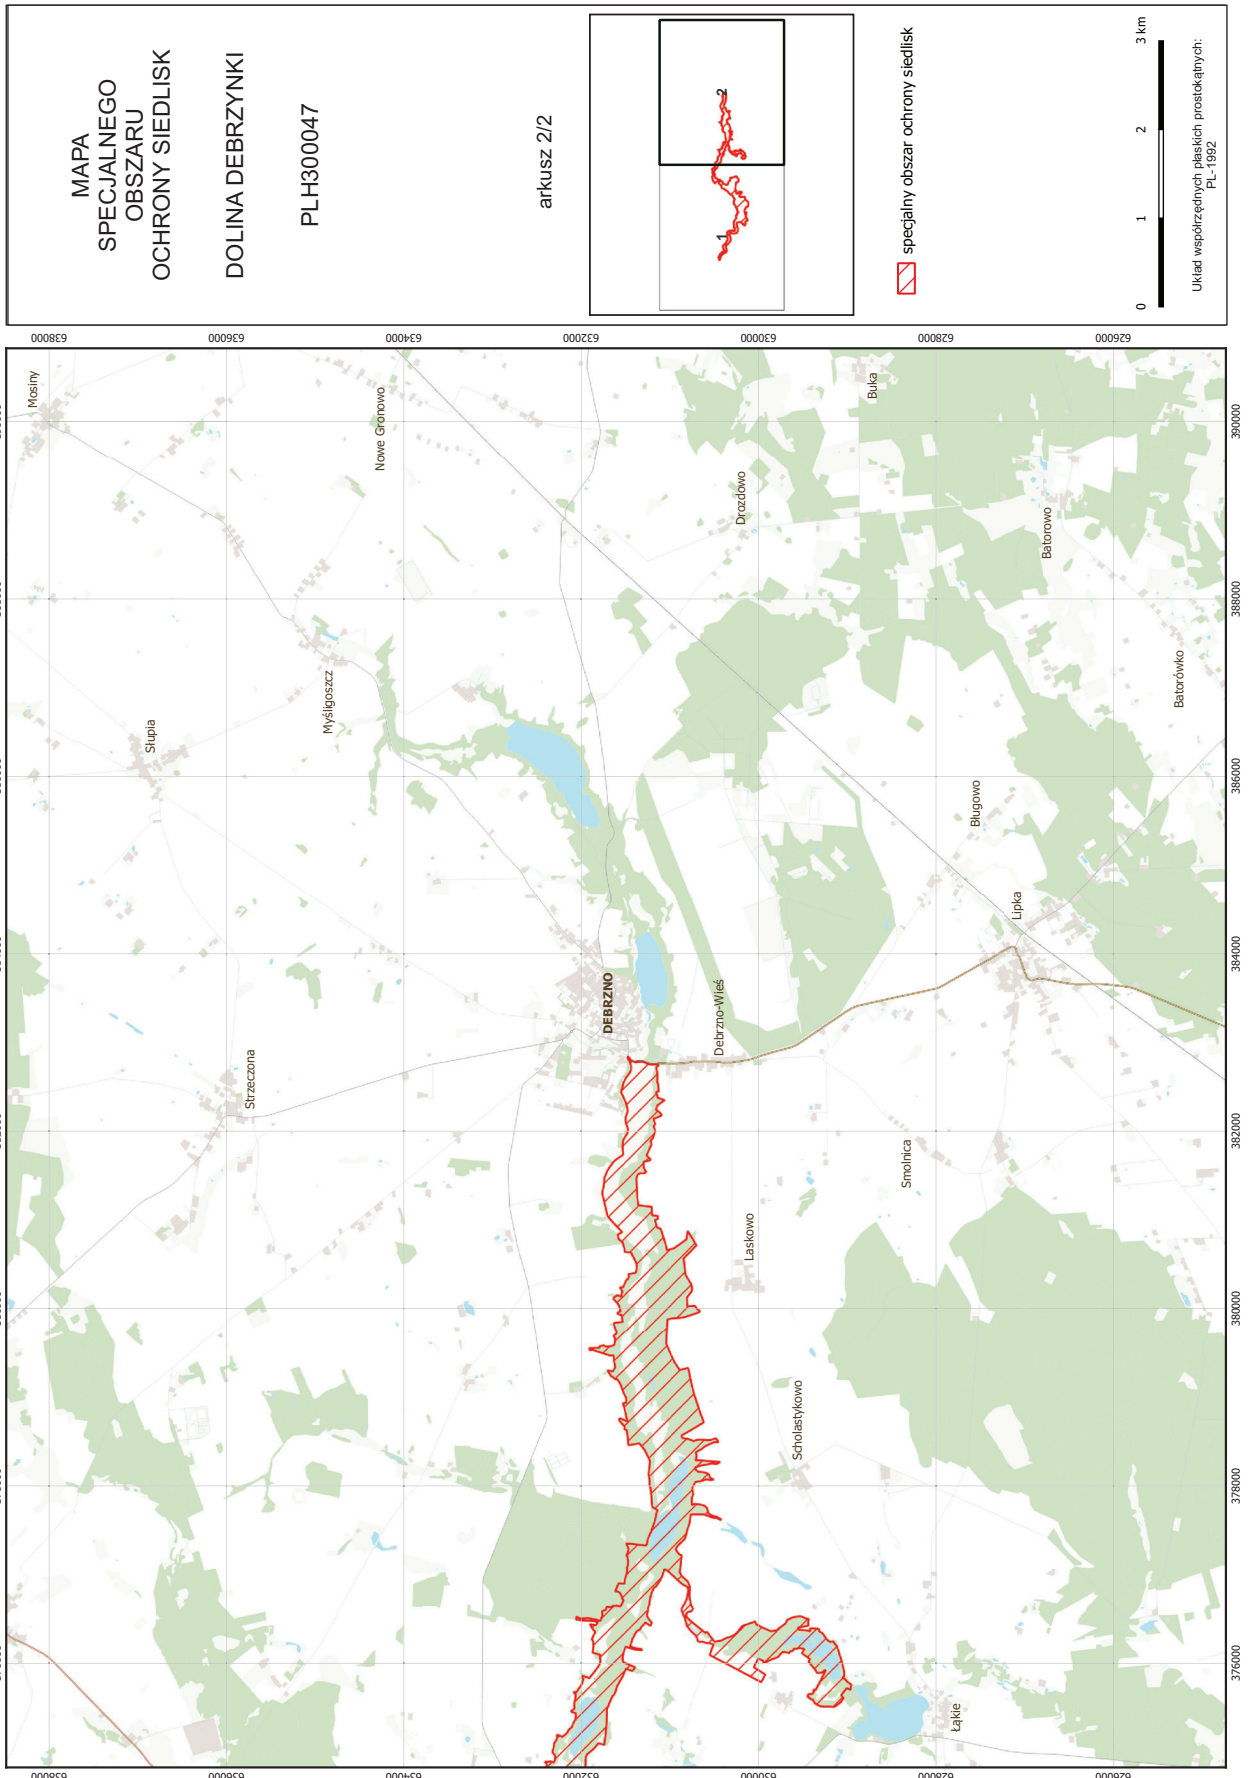 MAPA
SPECJALNEGO
OBSZARU
OCHRONY SIEDLISK
DOLINA DEBRZYNKI
PLH300047
arkusz 2/2
1
2
specjalny obszar ochrony siedlisk
0 1 2 3 km
Układ współrzędnych płaskich prostokątnych:
PL-1992
638000
636000
634000
632000
630000
628000
626000
Mosiny
Słupia
Nowe Gronowo
Myśligoszcz
Strzeczona
DEBRZNO
Debrzno-Wieś
Drozdowo
Buka
Batorowo
Batorówko
Bługowo
Lipka
Smolnica
Laskowo
Scholastykowo
Łąkie
376000
378000
380000
382000
384000
386000
388000
390000